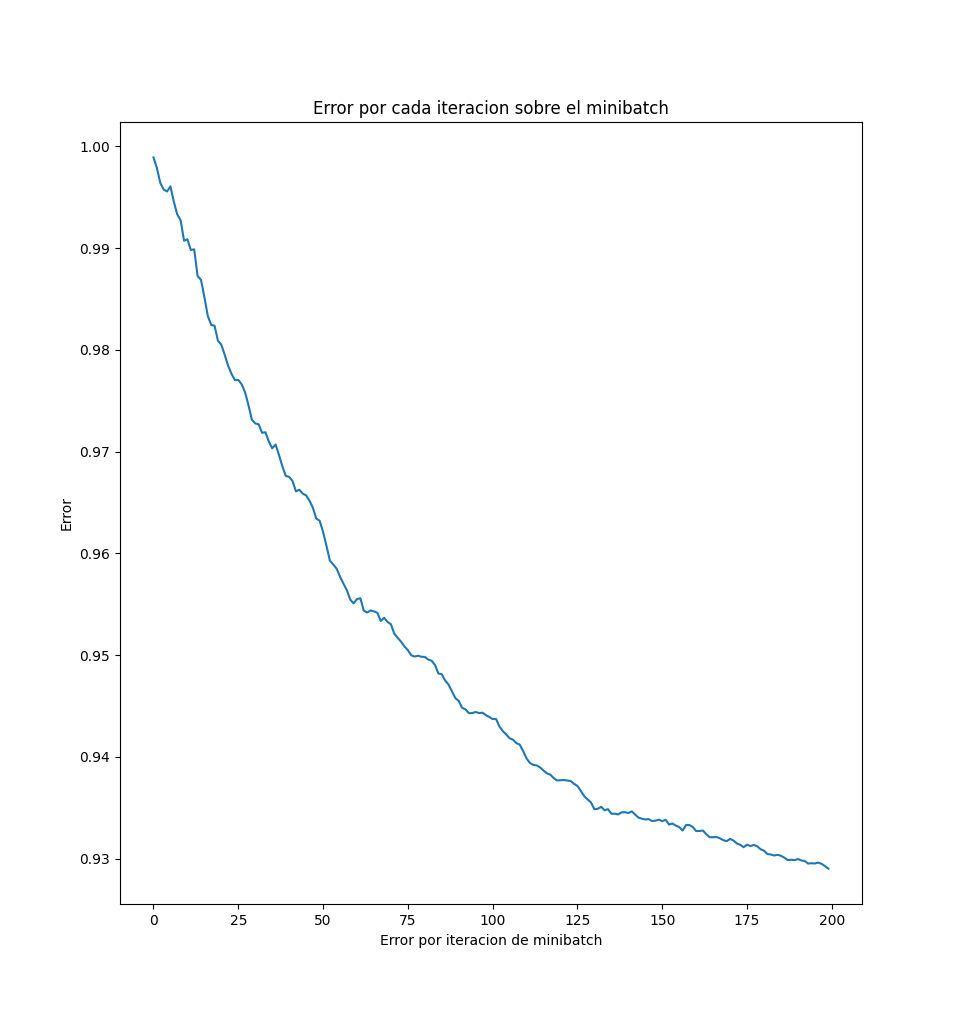 Error por cada iteracion sobre el minibatch
1.00
0.99
0.98
0.97
0.96
0.95
0.94
0.93
Error
0 25 50 75 100 125 150 175 200
Error por iteracion de minibatch